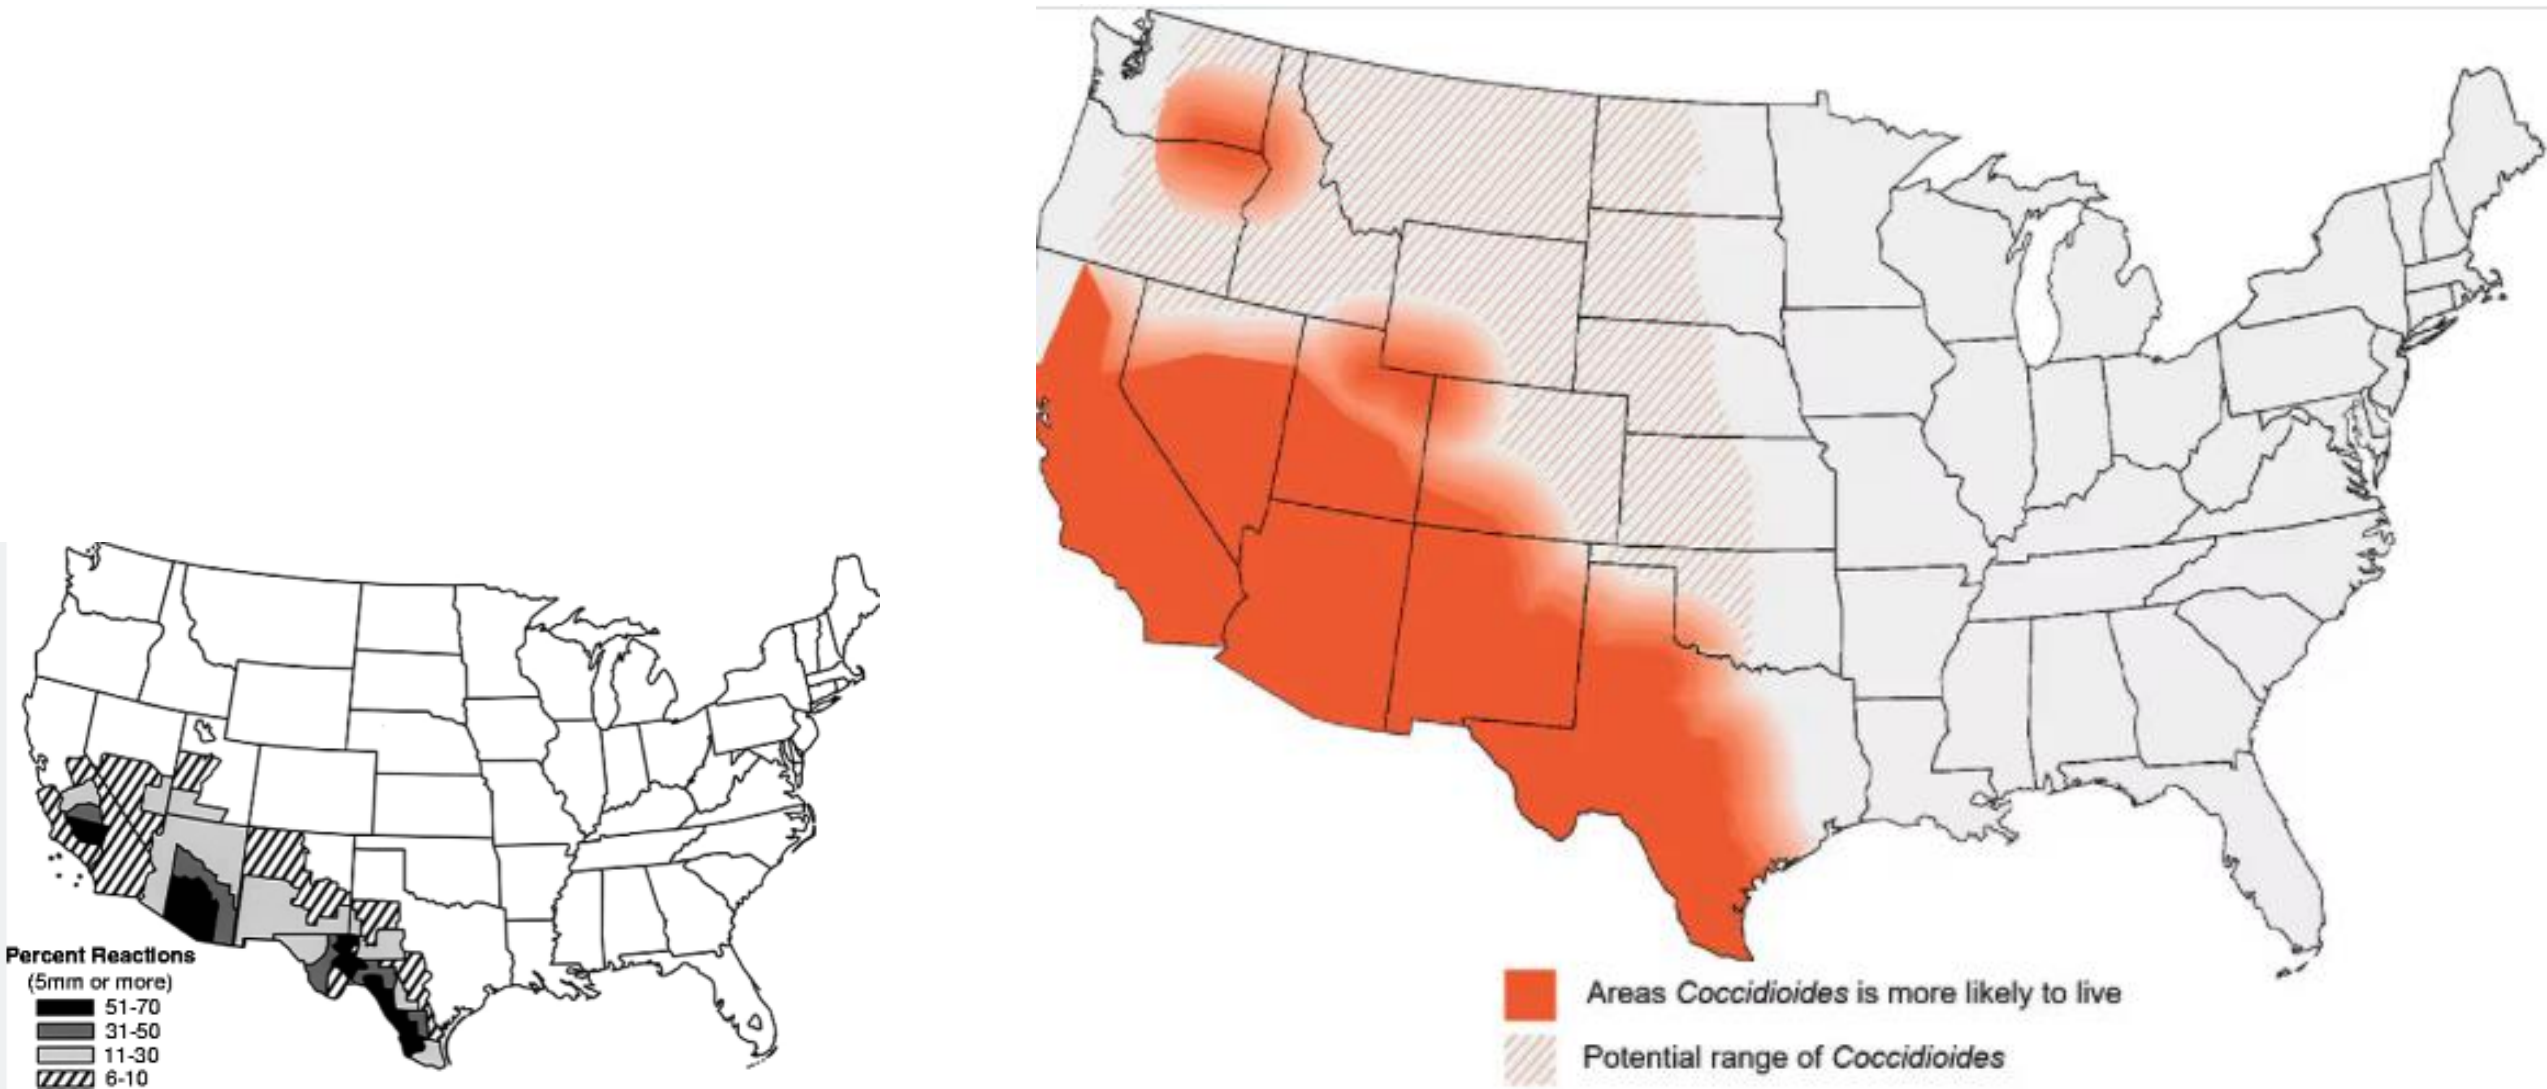 Percent Reactions
(5mm or more)
51-70
31-50
11-30
6-10
Areas Coccidioides is more likely to live
Potential range of Coccidioides